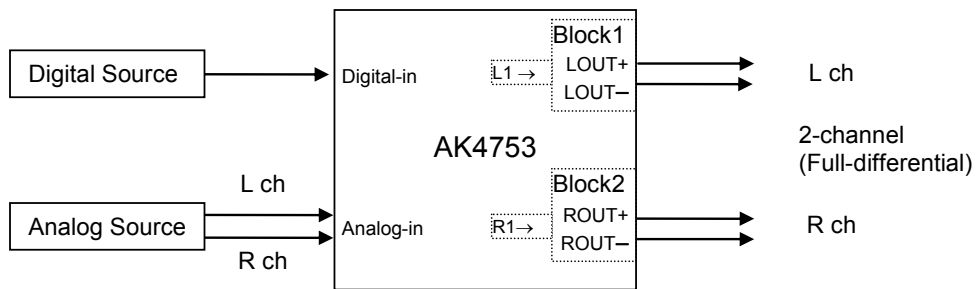 Digital Source
Digital-in
L1 →
Block1
LOUT+
LOUT−
L ch
AK4753
2-channel
(Full-differential)
L ch
Analog Source
R ch
Analog-in
R1→
Block2
ROUT+
ROUT−
R ch